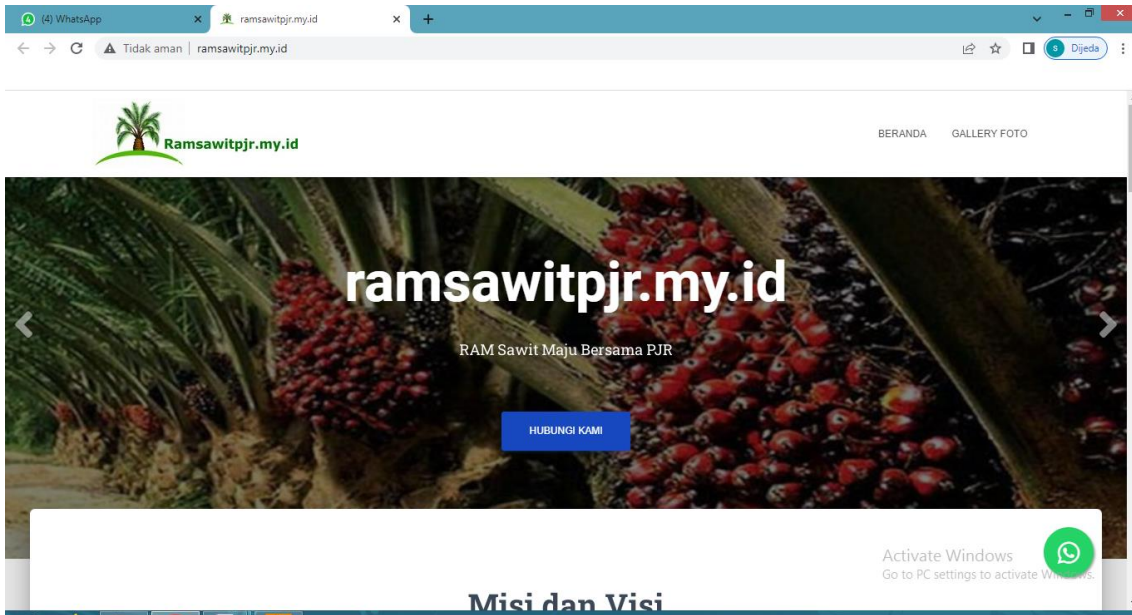 (4) WhatsApp
ramsawitpjr.my.id
Tidak aman
ramsawitpjr.my.id
S
Dijeda
Ramsawitpjr.my.id
BERANDA
GALLERY FOTO
ramsawitpjr.my.id
RAM Sawit Maju Bersama PJR
HUBUNGI KAMI
Activate Windows
Go to PC settings to activate Windows.
Misi dan Visi